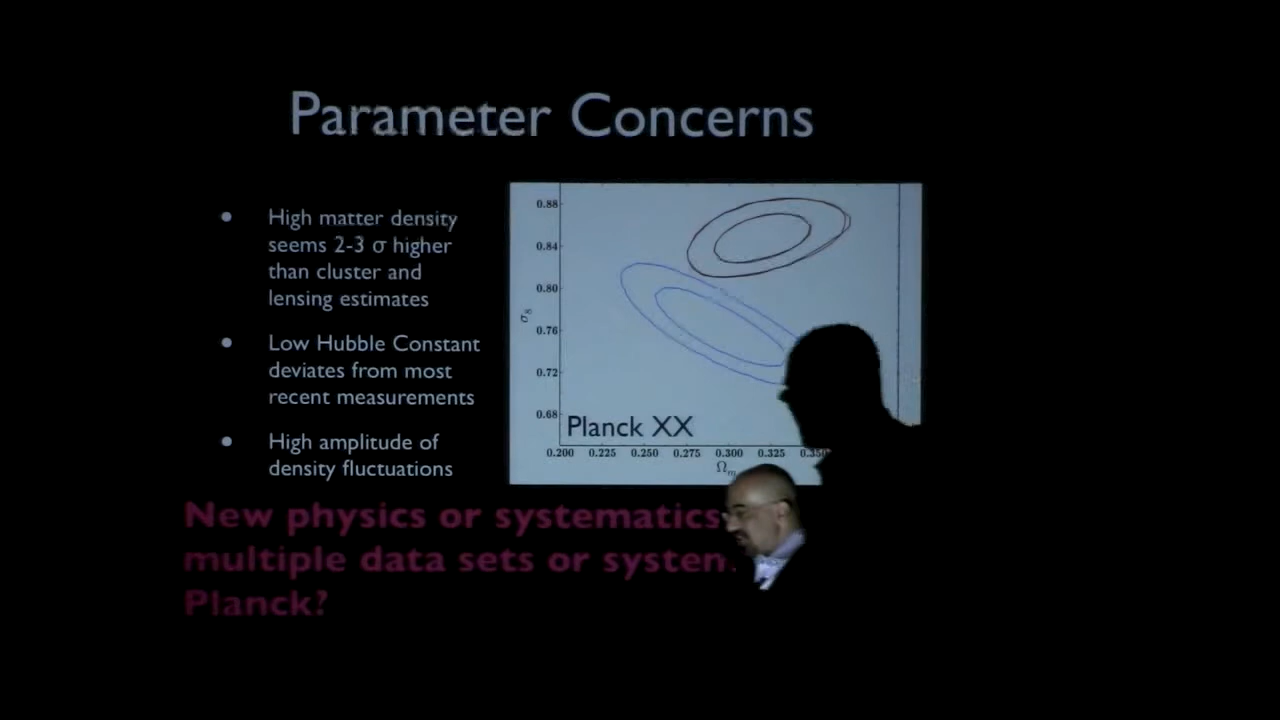 Parameter Concerns
• High matter density
seems 2-3 σ higher
than cluster and
lensing estimates
• Low Hubble Constant
deviates from most
recent measurements
• High amplitude of
density fluctuations
0.88
0.84
0.80
0.76
0.72
0.68
σ8
Planck XX
0.200 0.225 0.250 0.275 0.300 0.325 0.350
Ωm
New physics or systematics
multiple data sets or
Planck?